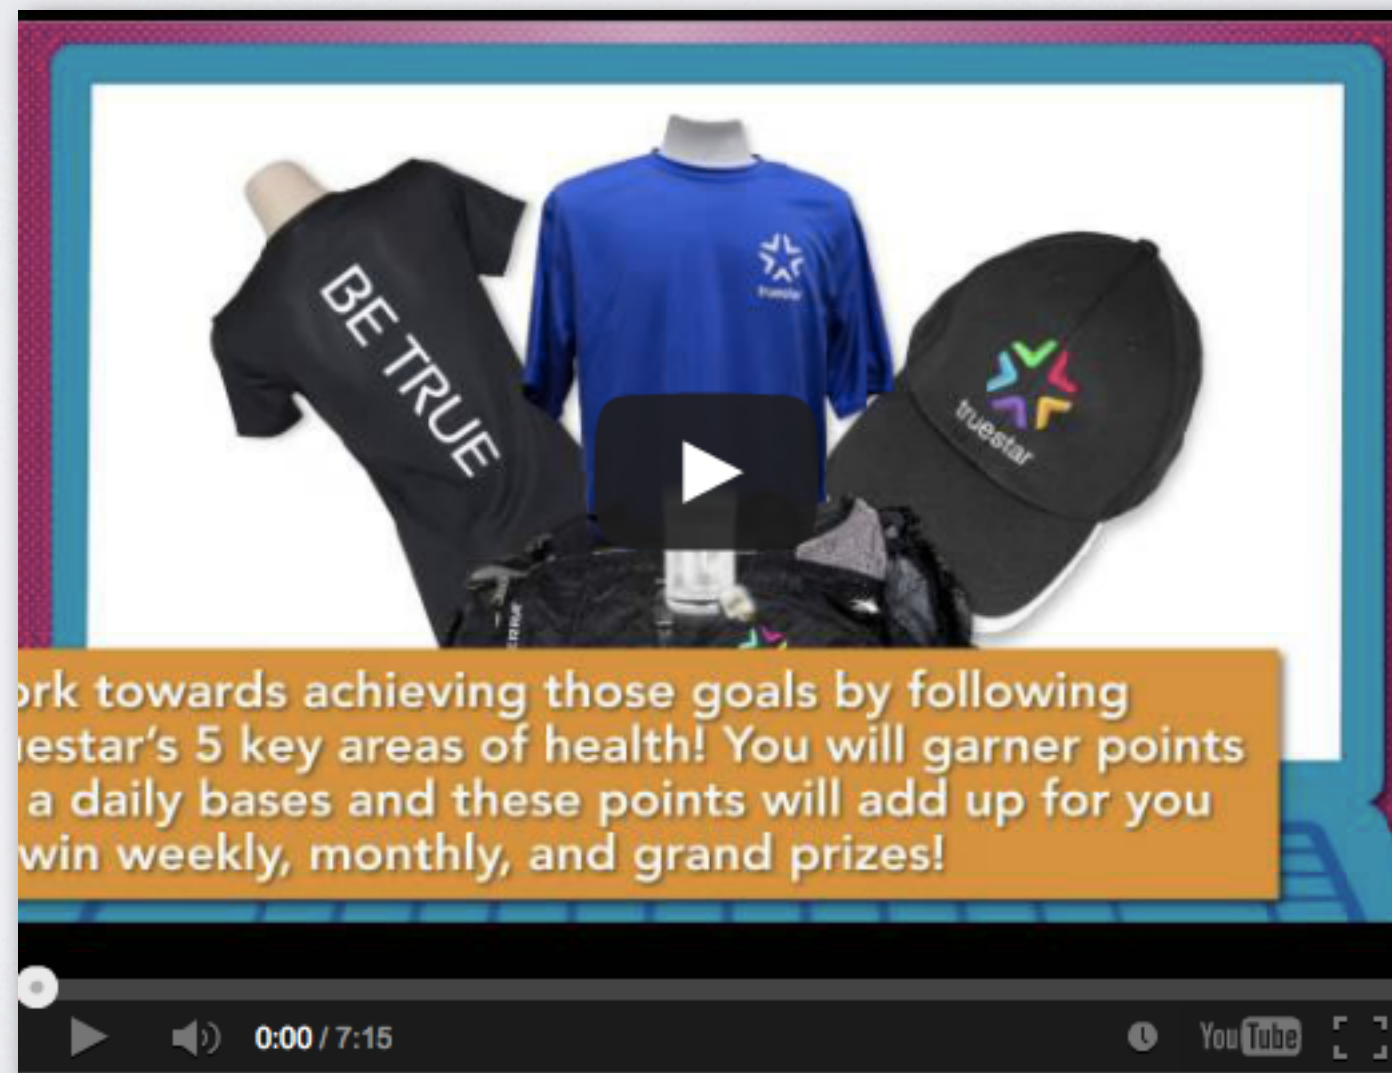 BE TRUE
truestar
truestar
ork towards achieving those goals by following
estar's 5 key areas of health! You will garner points
a daily bases and these points will add up for you
win weekly, monthly, and grand prizes!
0:00 / 7:15
YouTube